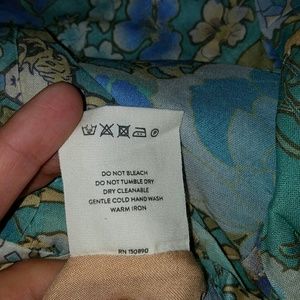 DO NOT BLEACH
DO NOT TUMBLE DRY
DRY CLEANABLE
GENTLE COLD HAND WASH
WARM IRON
RN 150890